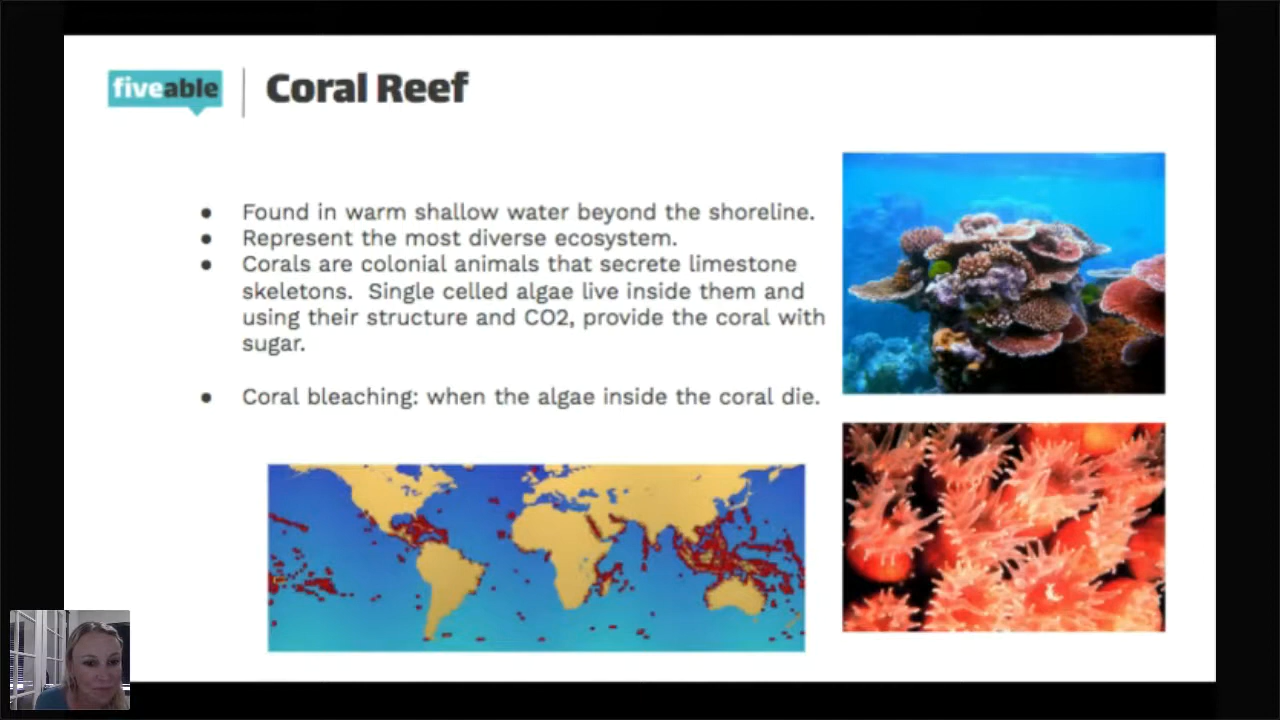 fiveable
Coral Reef
● Found in warm shallow water beyond the shoreline.
● Represent the most diverse ecosystem.
● Corals are colonial animals that secrete limestone
skeletons. Single celled algae live inside them and
using their structure and CO2, provide the coral with
sugar.
● Coral bleaching: when the algae inside the coral die.